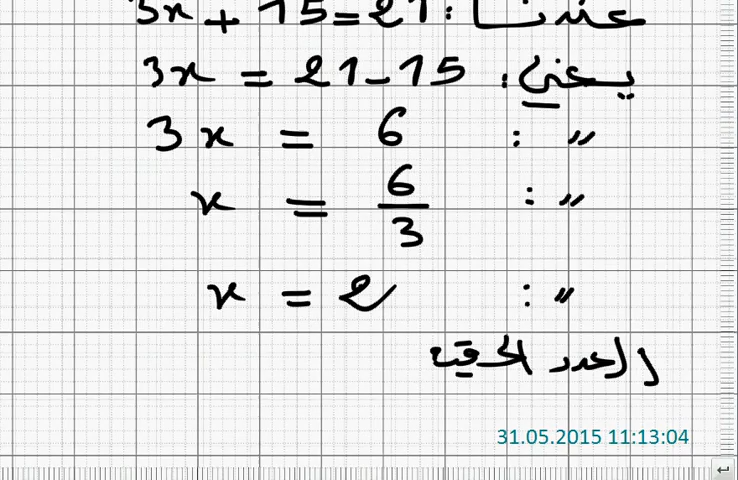 عندنا : 3x + 15 = 21
يعني : 3x = 21 - 15
〃 : 3x = 6
〃 : x = 6/3
〃 : x = 2
العدد الحقيـ
31.05.2015 11:13:04